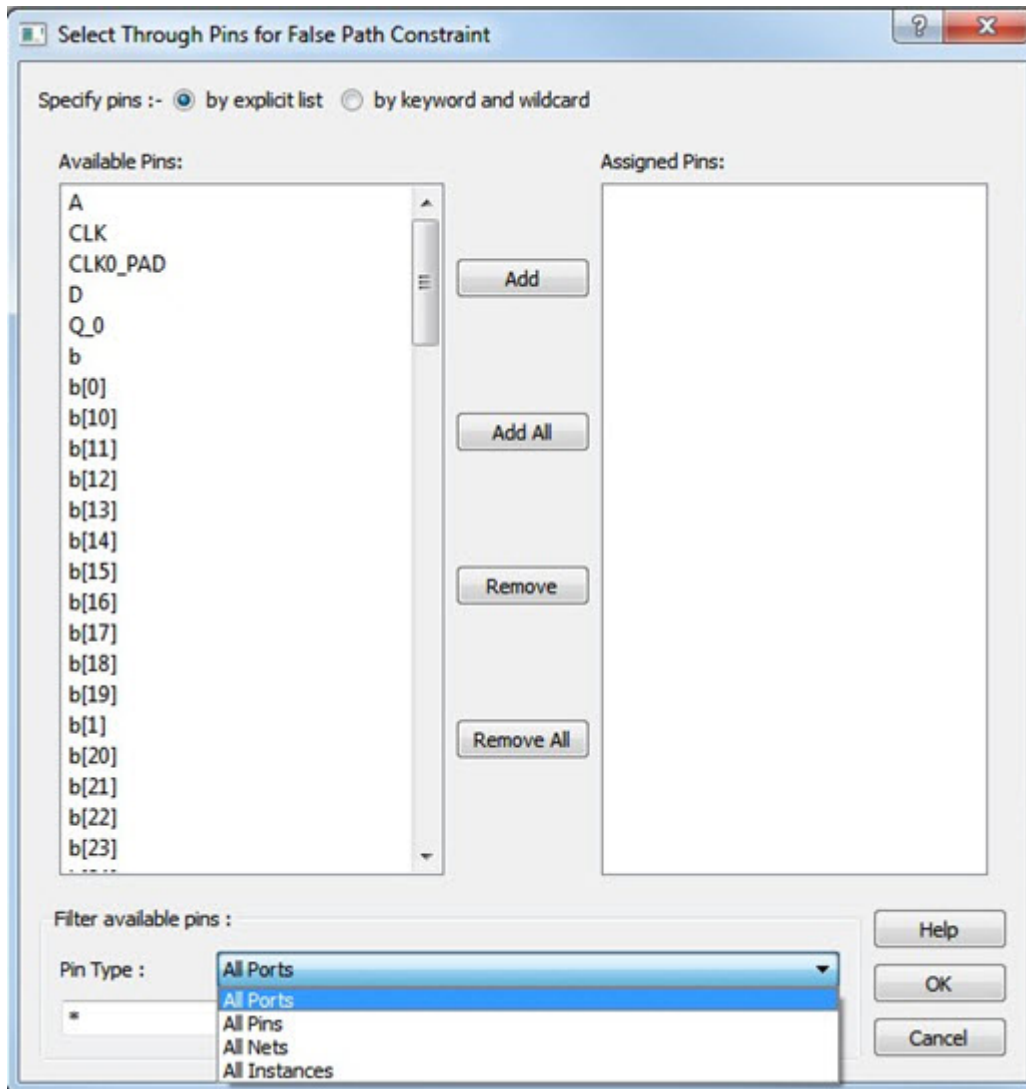 Select Through Pins for False Path Constraint
Specify pins :- by explicit list by keyword and wildcard
Available Pins:
A
CLK
CLK0_PAD
D
Q_0
b
b[0]
b[10]
b[11]
b[12]
b[13]
b[14]
b[15]
b[16]
b[17]
b[18]
b[19]
b[1]
b[20]
b[21]
b[22]
b[23]
Add
Add All
Remove
Remove All
Assigned Pins:
Filter available pins :
Pin Type : All Ports
All Ports
All Pins
All Nets
All Instances
*
Help
OK
Cancel